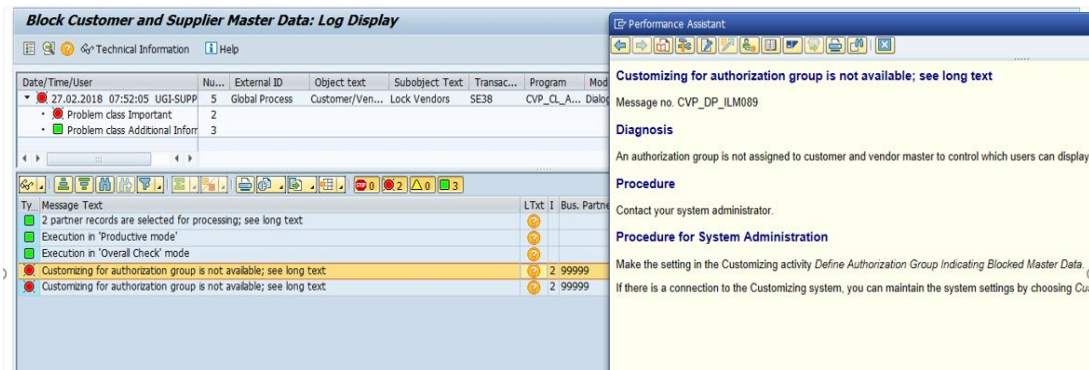 Block Customer and Supplier Master Data: Log Display
Technical Information Help
Date/Time/User Nu... External ID Object text Subobject Text Transac... Program Mod
27.02.2018 07:52:05 UGI-SUPP 5 Global Process Customer/Ven... Lock Vendors SE38 CVP_CL_A... Dialog
Problem class Important 2
Problem class Additional Inforr 3
0 2 0 3
Ty... Message Text LTxt I Bus. Partne
2 partner records are selected for processing; see long text
Execution in 'Productive mode'
Execution in 'Overall Check' mode
Customizing for authorization group is not available; see long text 2 99999
Customizing for authorization group is not available; see long text 2 99999
Performance Assistant
Customizing for authorization group is not available; see long text
Message no. CVP_DP_ILM089
Diagnosis
An authorization group is not assigned to customer and vendor master to control which users can display
Procedure
Contact your system administrator.
Procedure for System Administration
Make the setting in the Customizing activity Define Authorization Group Indicating Blocked Master Data.
If there is a connection to the Customizing system, you can maintain the system settings by choosing Cu